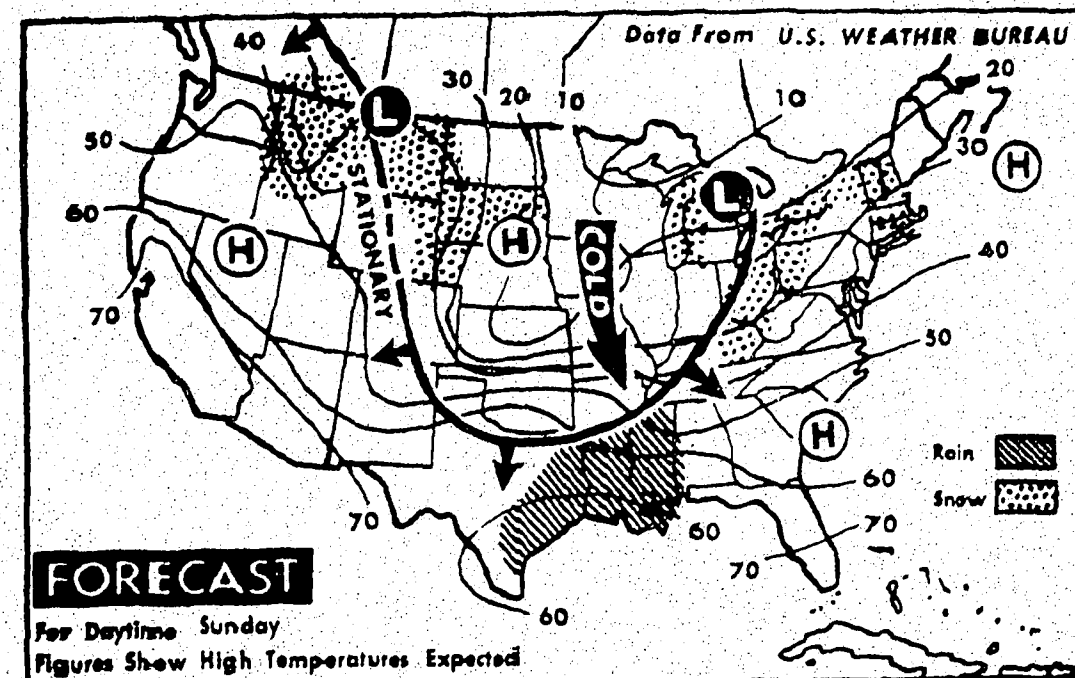 Data From U.S. WEATHER BUREAU
40
30
20
10
10
20
50
L
30
H
STATIONARY
L
60
H
H
COLD
40
70
50
H
Rain
60
Snow
70
60
70
70
60
FORECAST
For Daytime Sunday
Figures Show High Temperatures Expected